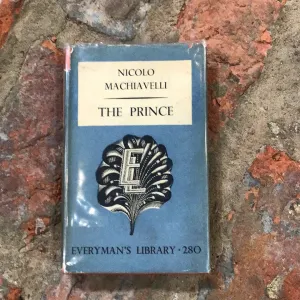 NICOLO
MACHIAVELLI
THE PRINCE
E
EVERYMAN'S LIBRARY · 280